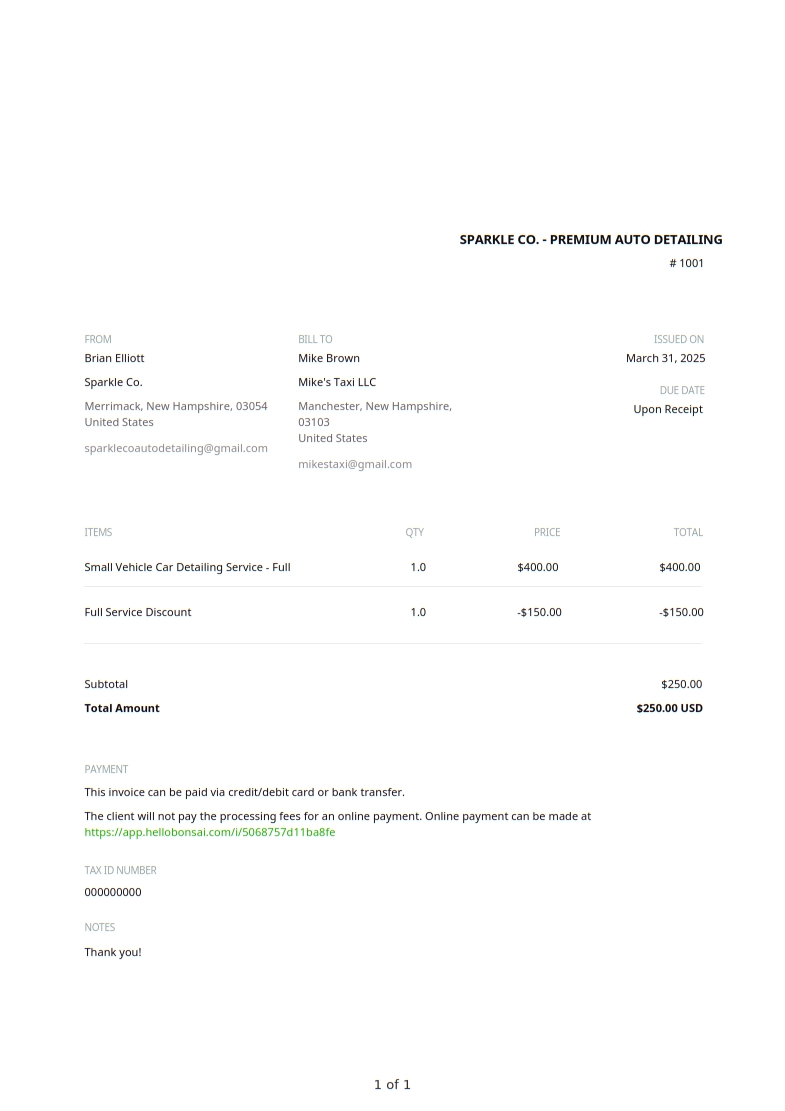 SPARKLE CO. - PREMIUM AUTO DETAILING
# 1001
FROM
Brian Elliott
Sparkle Co.
Merrimack, New Hampshire, 03054
United States
sparklecoautodetailing@gmail.com
BILL TO
Mike Brown
Mike's Taxi LLC
Manchester, New Hampshire,
03103
United States
mikestaxi@gmail.com
ISSUED ON
March 31, 2025
DUE DATE
Upon Receipt
ITEMS QTY PRICE TOTAL
Small Vehicle Car Detailing Service - Full 1.0 $400.00 $400.00
Full Service Discount 1.0 -$150.00 -$150.00
Subtotal $250.00
Total Amount $250.00 USD
PAYMENT
This invoice can be paid via credit/debit card or bank transfer.
The client will not pay the processing fees for an online payment. Online payment can be made at
https://app.hellobonsai.com/i/5068757d11ba8fe
TAX ID NUMBER
000000000
NOTES
Thank you!
1 of 1